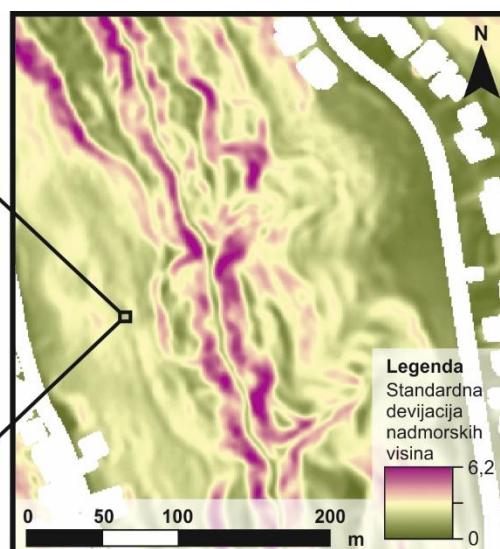 N
Legenda
Standardna
devijacija
nadmorskih
visina
6,2
0
0 50 100 200
m